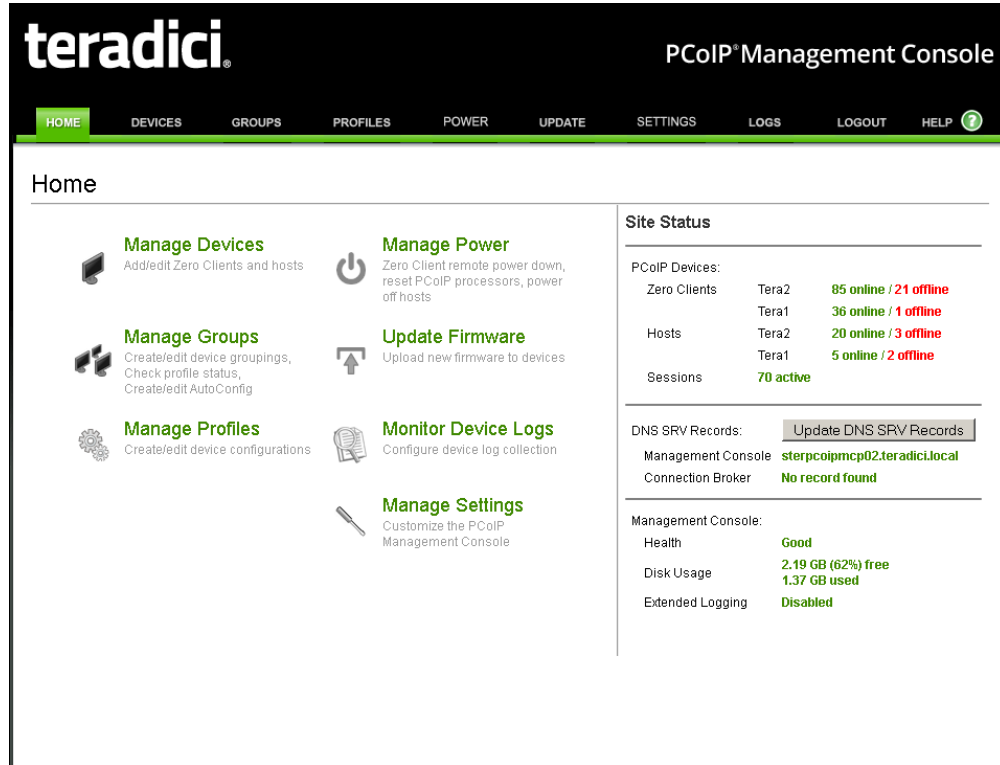 teradici®
PCoIP® Management Console
HOME DEVICES GROUPS PROFILES POWER UPDATE SETTINGS LOGS LOGOUT HELP ?
Home
Manage Devices
Add/edit Zero Clients and hosts
Manage Power
Zero Client remote power down,
reset PCoIP processors, power
off hosts
Manage Groups
Create/edit device groupings,
Check profile status,
Create/edit AutoConfig
Update Firmware
Upload new firmware to devices
Manage Profiles
Create/edit device configurations
Monitor Device Logs
Configure device log collection
Manage Settings
Customize the PCoIP
Management Console
Site Status
PCoIP Devices:
Zero Clients Tera2 85 online / 21 offline
Tera1 36 online / 1 offline
Hosts Tera2 20 online / 3 offline
Tera1 5 online / 2 offline
Sessions 70 active
DNS SRV Records: Update DNS SRV Records
Management Console sterpcoipmcp02.teradici.local
Connection Broker No record found
Management Console:
Health Good
Disk Usage 2.19 GB (62%) free
1.37 GB used
Extended Logging Disabled